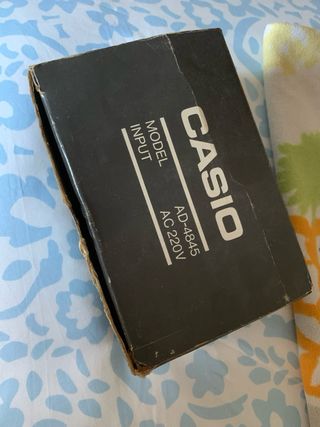 CASIO
MODEL AD-4845
INPUT AC 220V